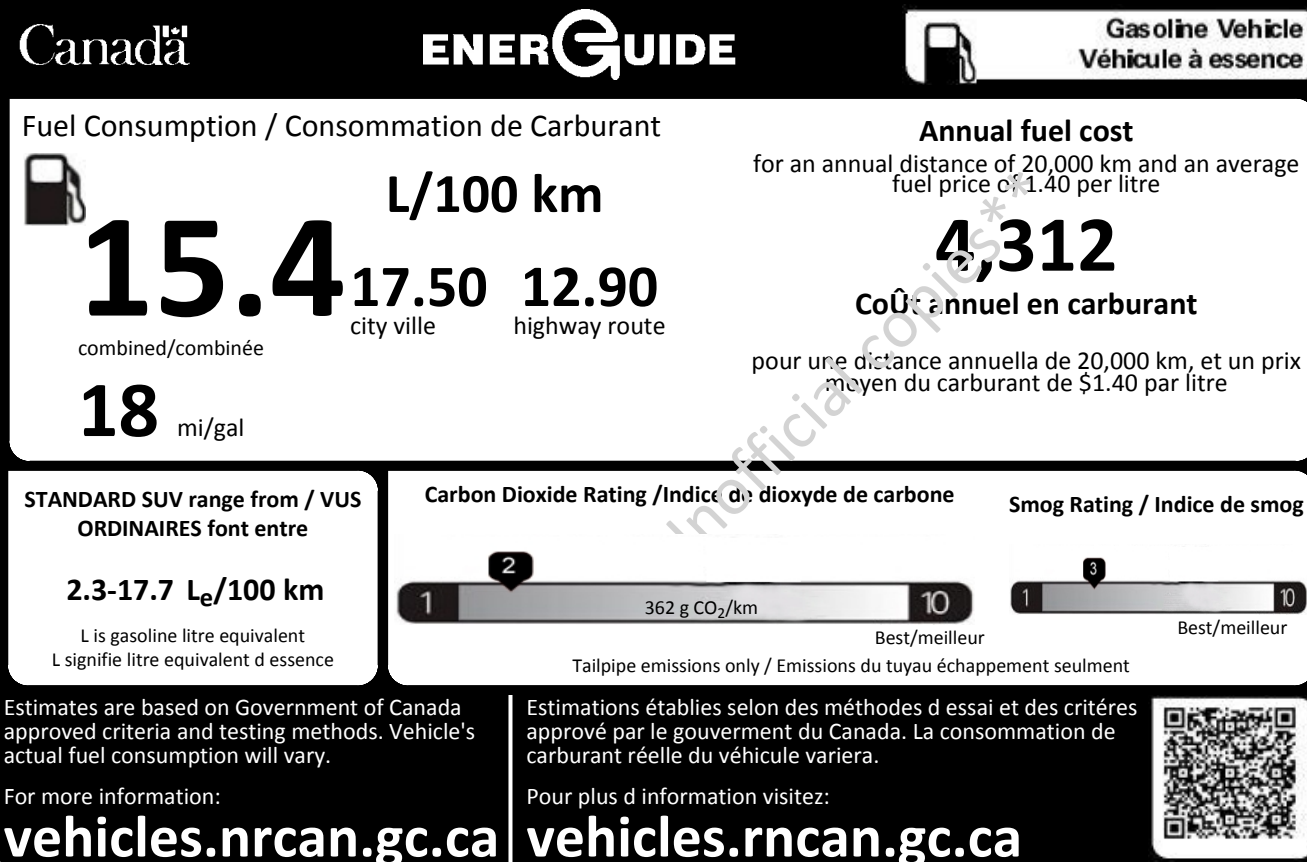 Canada
ENERGUIDE
Gasoline Vehicle
Véhicule à essence
Fuel Consumption / Consommation de Carburant
L/100 km
15.4
combined/combinée
17.50
city ville
12.90
highway route
18 mi/gal
Annual fuel cost
for an annual distance of 20,000 km and an average
fuel price of 1.40 per litre
4,312
CoÛt annuel en carburant
pour une distance annuella de 20,000 km, et un prix
moyen du carburant de $1.40 par litre
nofficial copies**
STANDARD SUV range from / VUS
ORDINAIRES font entre
2.3-17.7 Le/100 km
L is gasoline litre equivalent
L signifie litre equivalent d essence
Carbon Dioxide Rating /Indice de dioxyde de carbone
2
1
362 g CO2/km
10
Best/meilleur
Smog Rating / Indice de smog
3
1
10
Best/meilleur
Tailpipe emissions only / Emissions du tuyau échappement seulment
Estimates are based on Government of Canada
approved criteria and testing methods. Vehicle's
actual fuel consumption will vary.
For more information:
vehicles.nrcan.gc.ca
Estimations établies selon des méthodes d essai et des critéres
apprové par le gouverment du Canada. La consommation de
carburant réelle du véhicule variera.
Pour plus d information visitez:
vehicles.rncan.gc.ca